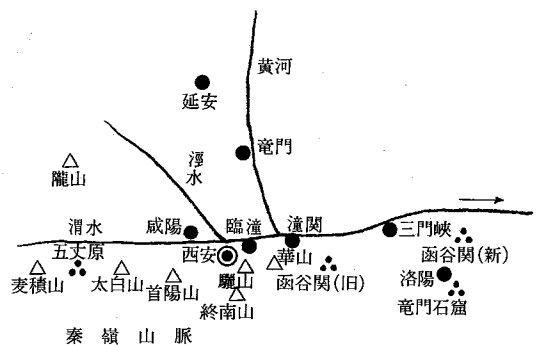 黄河
延安
竜門
涇水
隴山
渭水
咸陽
臨潼
潼関
三門峡
五丈原
西安
函谷関(新)
麦積山
太白山
首陽山
驪山
華山
函谷関(旧)
洛陽
終南山
竜門石窟
秦嶺山脈